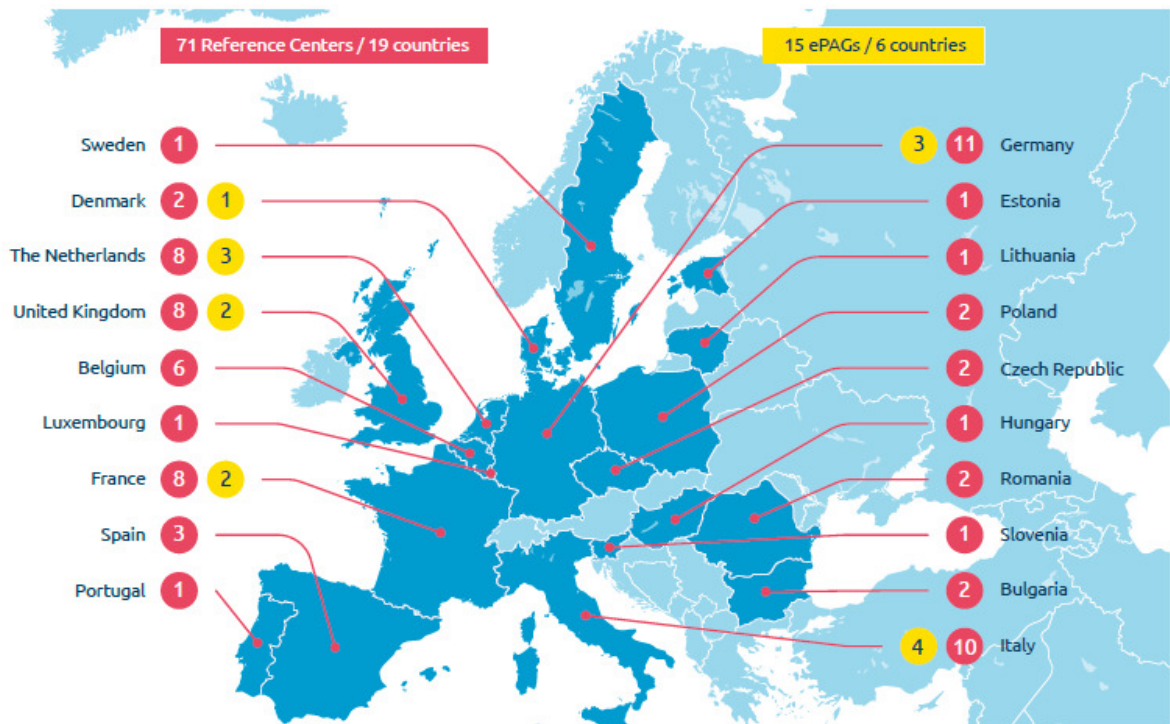 71 Reference Centers / 19 countries
15 ePAGs / 6 countries
Sweden 1
Denmark 2 1
The Netherlands 8 3
United Kingdom 8 2
Belgium 6
Luxembourg 1
France 8 2
Spain 3
Portugal 1
3 11 Germany
1 Estonia
1 Lithuania
2 Poland
2 Czech Republic
1 Hungary
2 Romania
1 Slovenia
2 Bulgaria
4 10 Italy